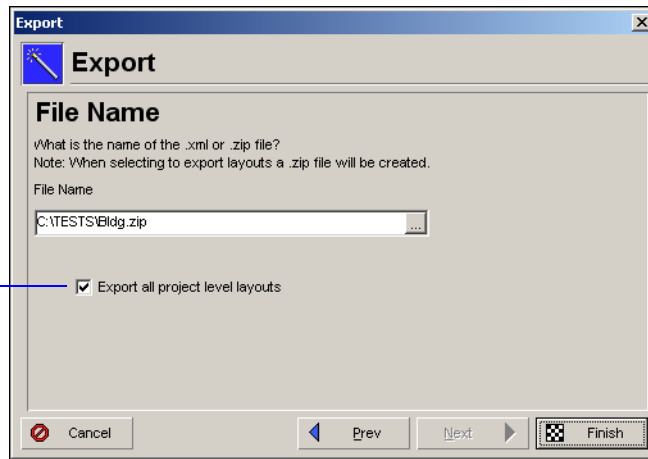 Export
Export
File Name
What is the name of the .xml or .zip file?
Note: When selecting to export layouts a .zip file will be created.
File Name
C:\TESTS\Bldg.zip
...
Export all project level layouts
Cancel
Prev
Next
Finish